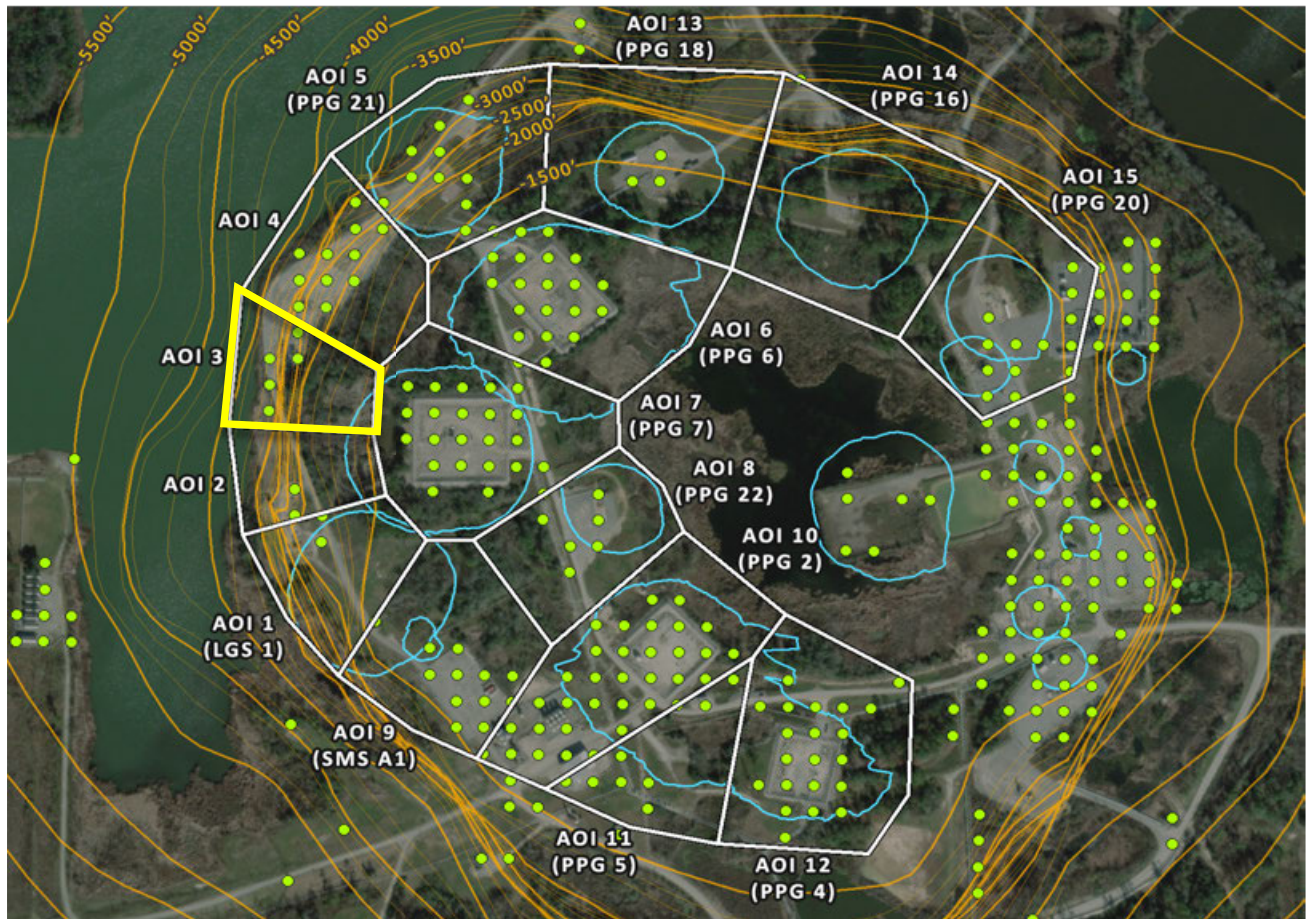 -5500'
-5000'
-4500'
-4000'
-3500'
-3000'
-2500'
-2000'
-1500'
AOI 13
(PPG 18)
AOI 5
(PPG 21)
AOI 14
(PPG 16)
AOI 15
(PPG 20)
AOI 4
AOI 3
AOI 6
(PPG 6)
AOI 7
(PPG 7)
AOI 8
(PPG 22)
AOI 2
AOI 10
(PPG 2)
AOI 1
(LGS 1)
AOI 9
(SMS A1)
AOI 11
(PPG 5)
AOI 12
(PPG 4)